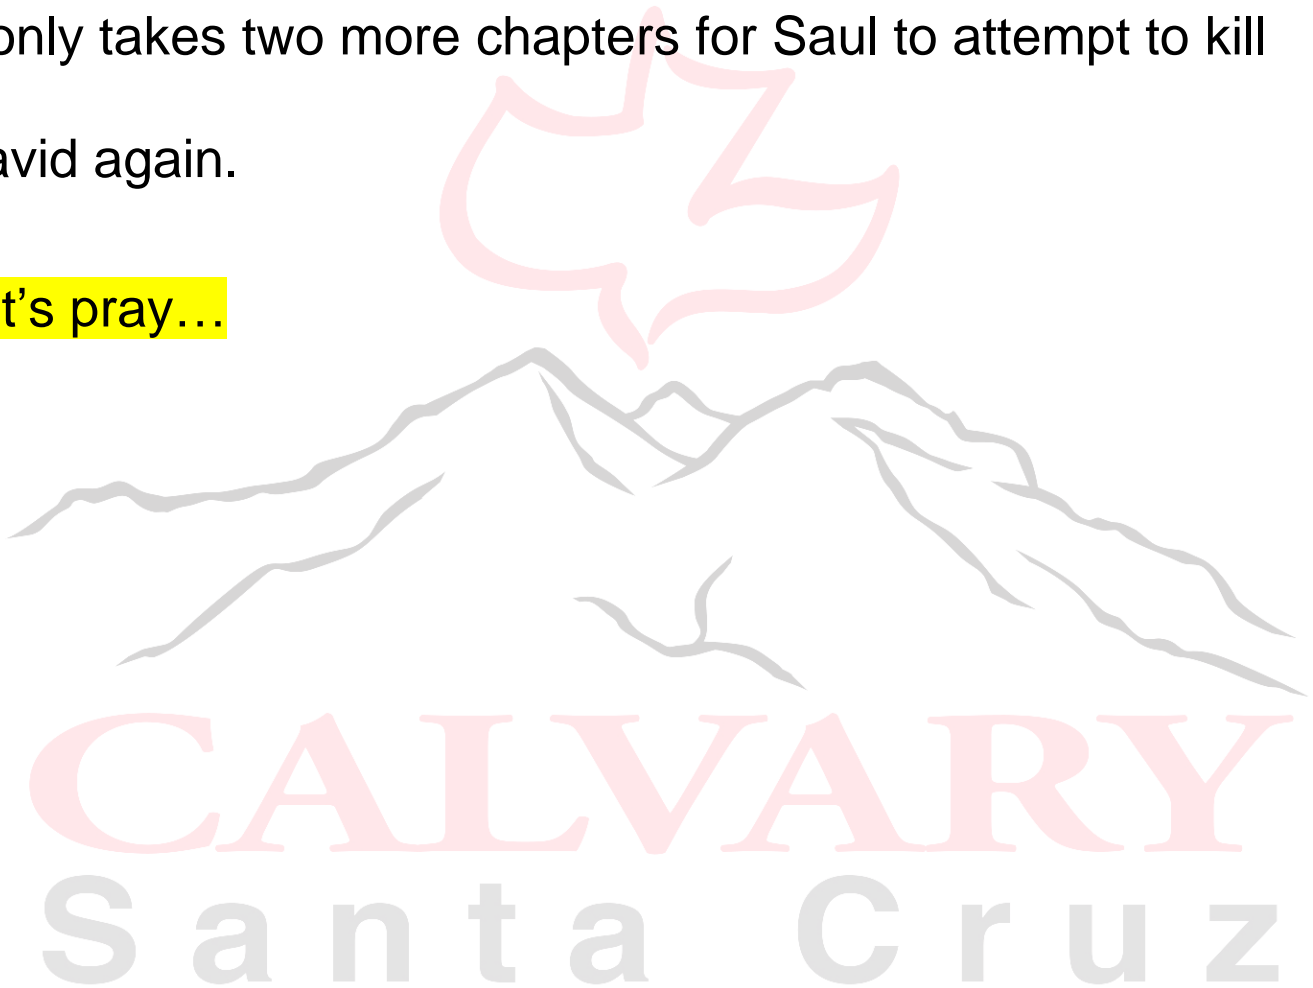 only takes two more chapters for Saul to attempt to kill
avid again.
t’s pray…
CALVARY
Santa Cruz